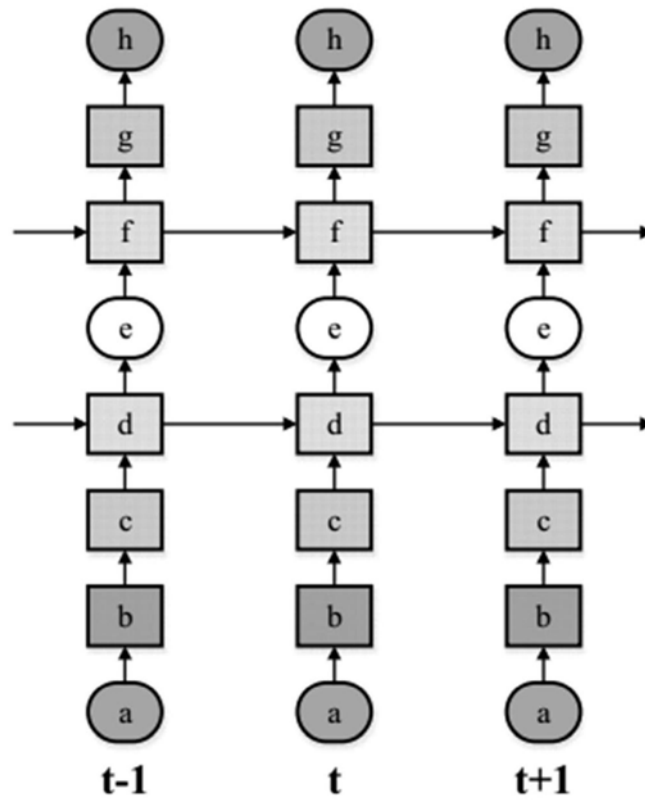 h h h
g g g
f f f
e e e
d d d
c c c
b b b
a a a
t-1 t t+1